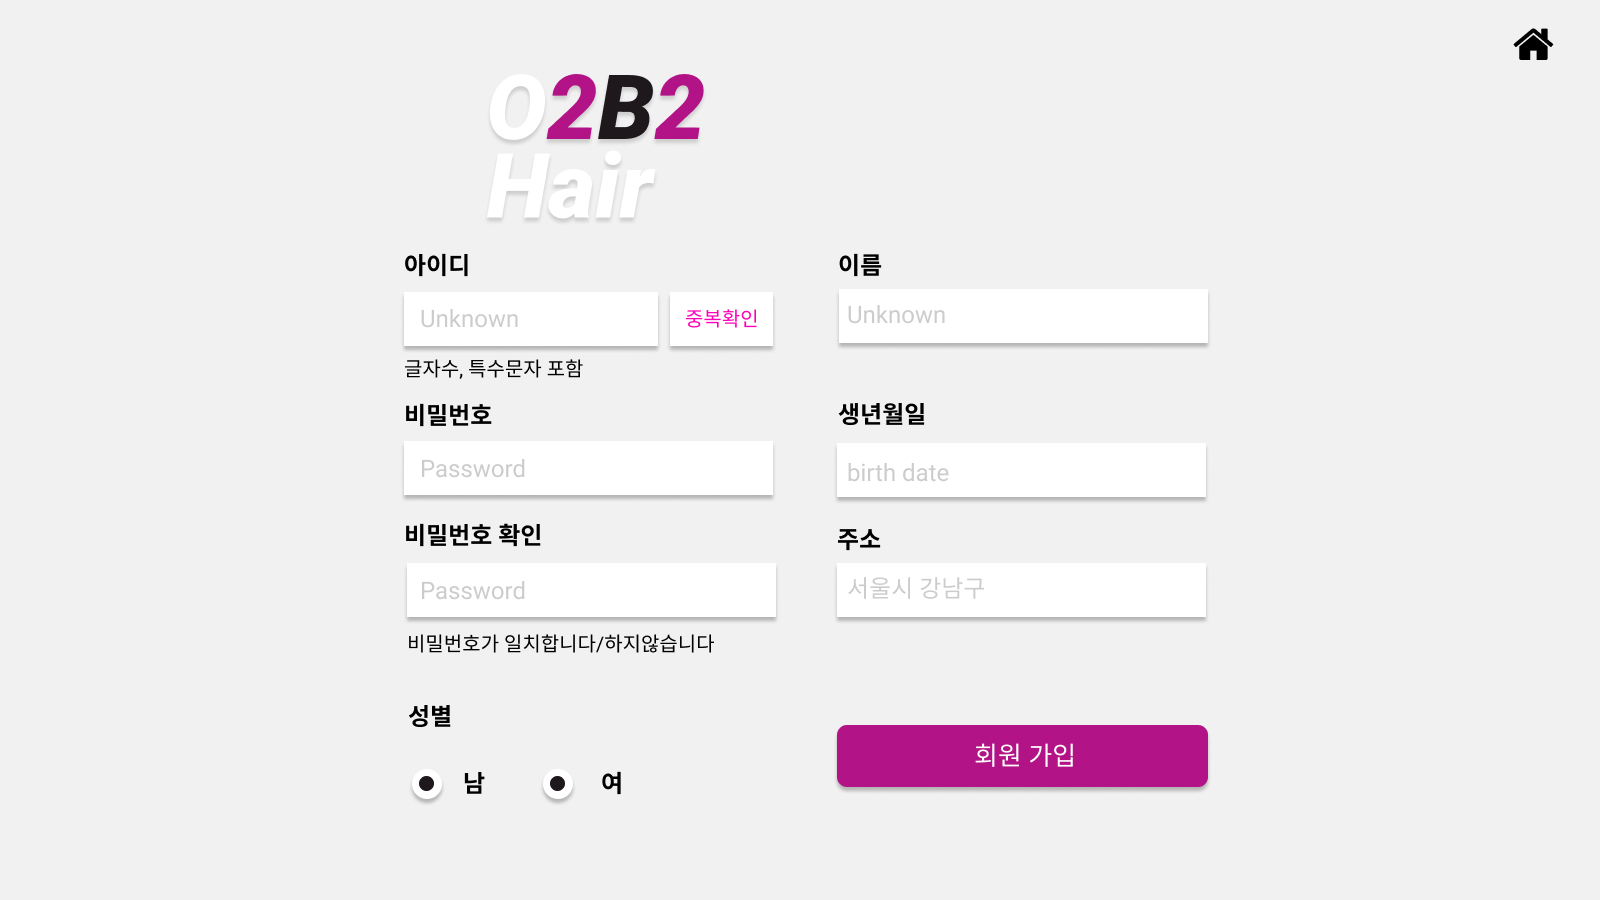 O2B2
Hair
아이디
Unknown
중복확인
글자수, 특수문자 포함
비밀번호
Password
비밀번호 확인
Password
비밀번호가 일치합니다/하지않습니다
성별
남
여
이름
Unknown
생년월일
birth date
주소
서울시 강남구
회원 가입